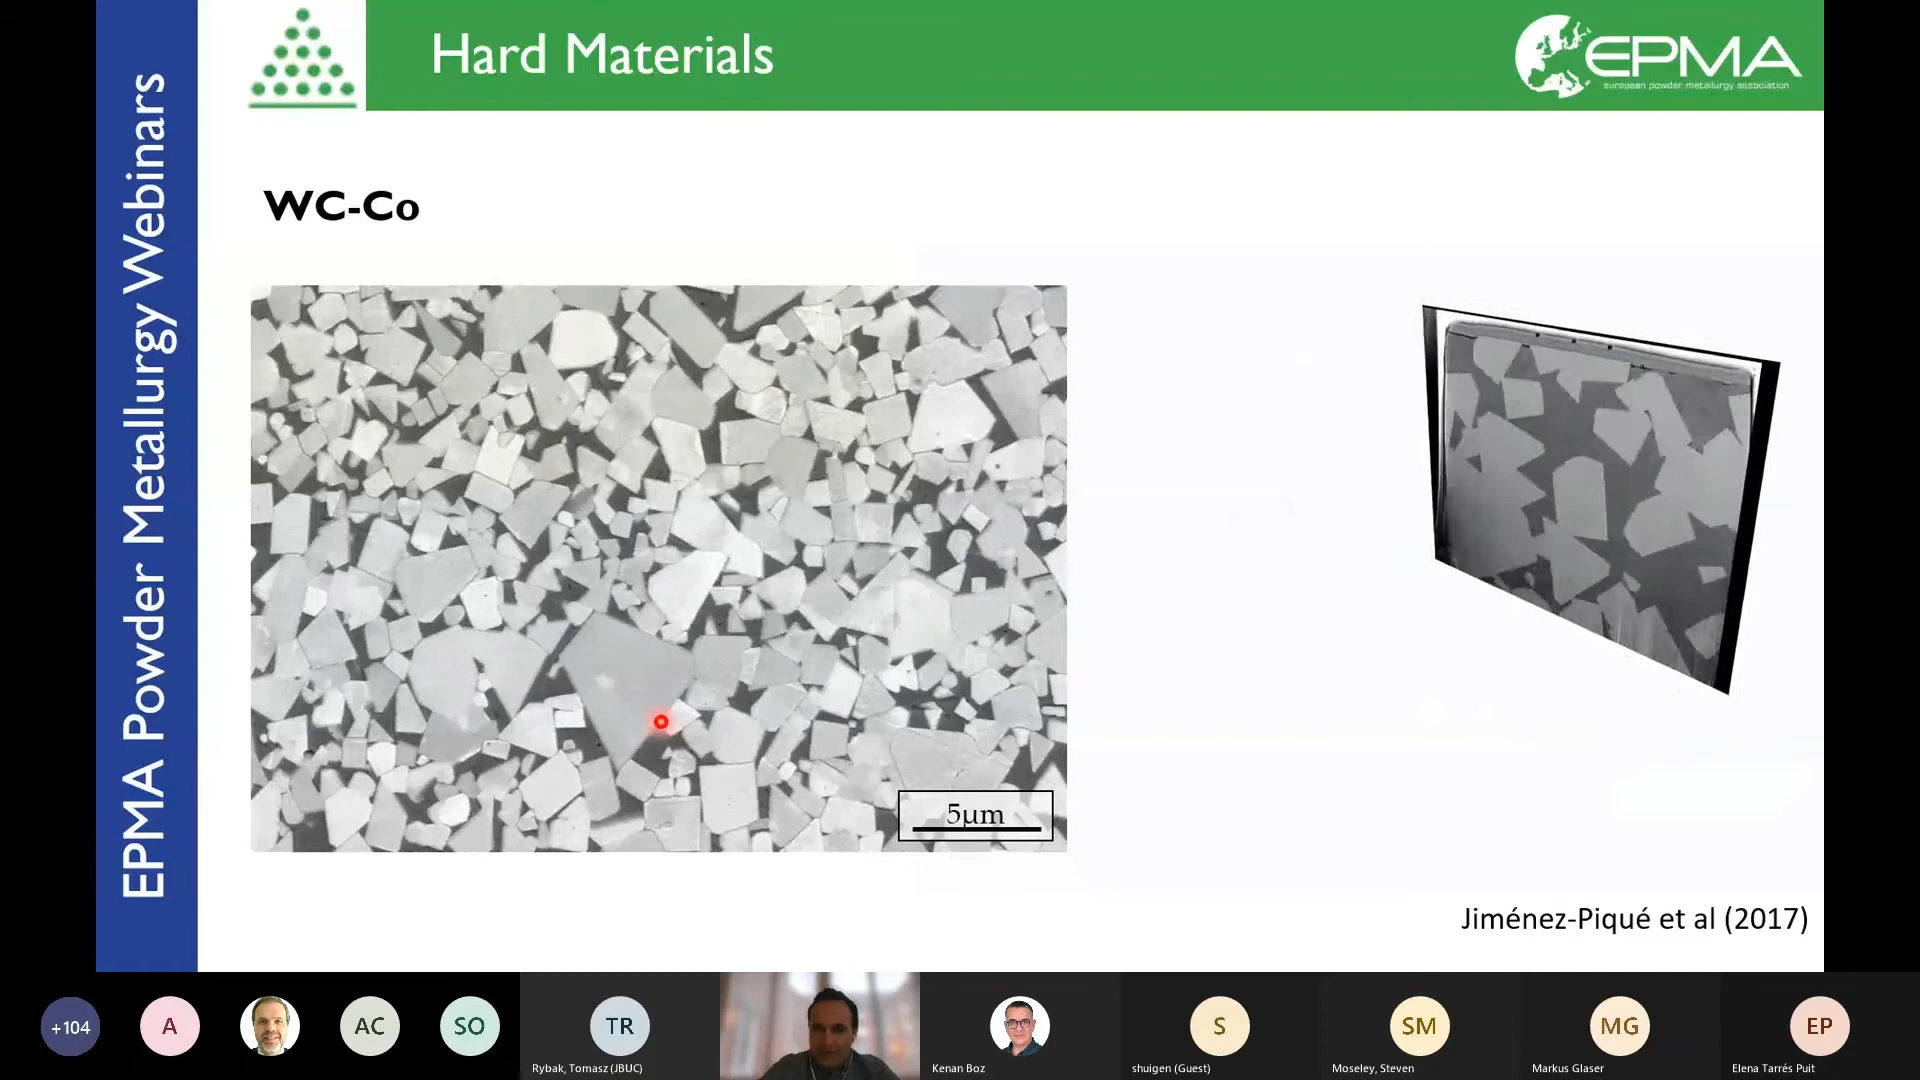 EPMA Powder Metallurgy Webinars
Hard Materials
EPMA
european powder metallurgy association
WC-Co
5µm
Jiménez-Piqué et al (2017)
+104
A
AC
SO
TR
S
SM
MG
EP
Rybak, Tomasz (JBUC)
Kenan Boz
shuigen (Guest)
Moseley, Steven
Markus Glaser
Elena Tarrés Puit